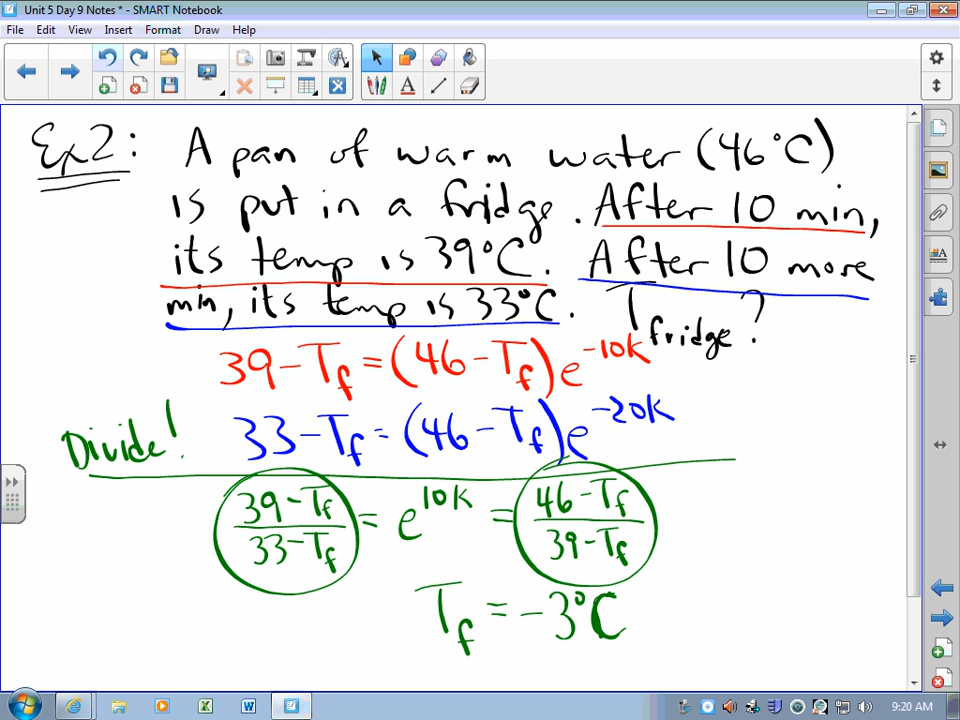 Unit 5 Day 9 Notes * - SMART Notebook
File Edit View Insert Format Draw Help
Ex2: A pan of warm water (46°C)
is put in a fridge. After 10 min,
its temp is 39°C. After 10 more
min, its temp is 33°C. T fridge?
39 - Tf = (46 - Tf) e^-10k
33 - Tf = (46 - Tf) e^-20k
Divide!
39 - Tf / 33 - Tf = e^10k = 46 - Tf / 39 - Tf
Tf = -3°C
9:20 AM